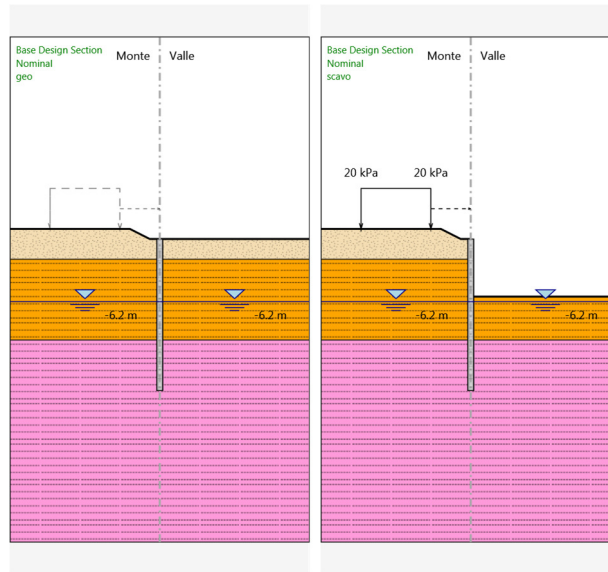 Base Design Section
Nominal
geo
Monte
Valle
-6.2 m
-6.2 m
Base Design Section
Nominal
scavo
Monte
Valle
20 kPa
20 kPa
-6.2 m
-6.2 m